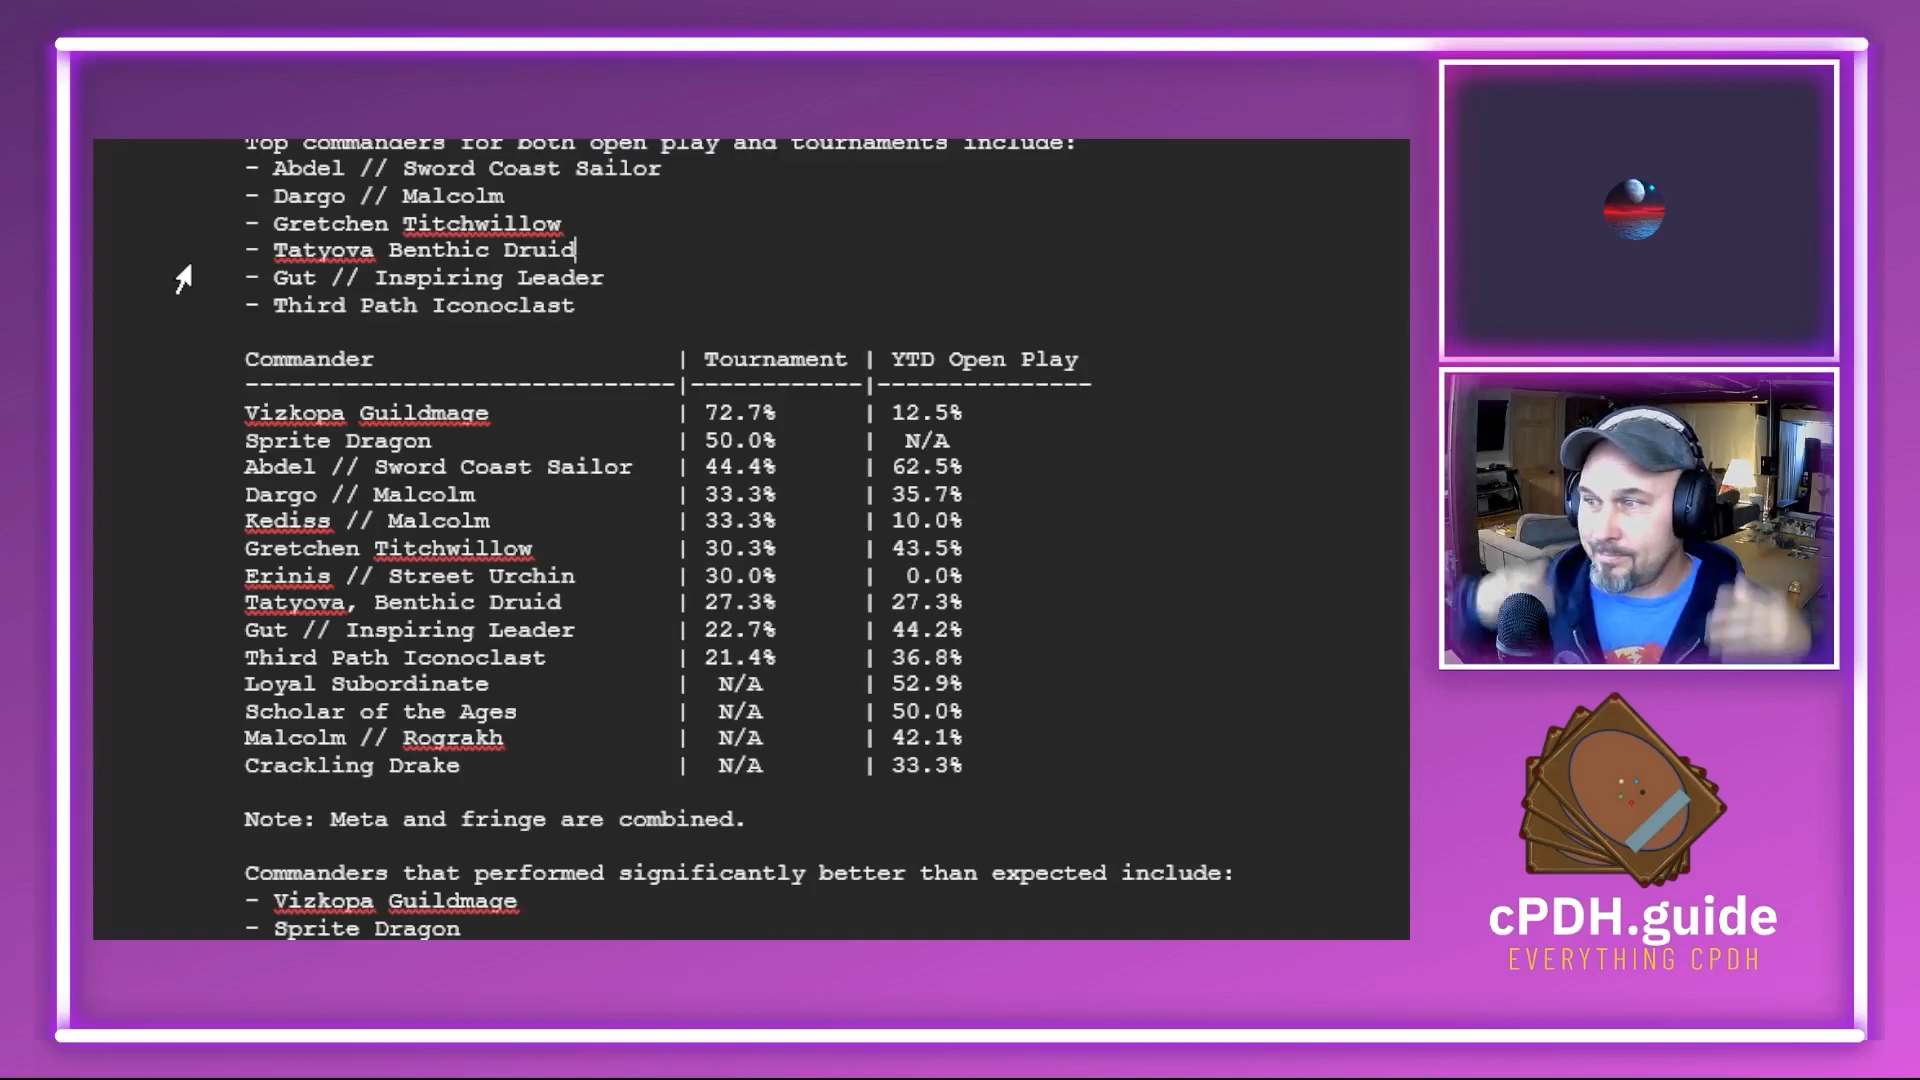 Top commanders for both open play and tournaments include:
- Abdel // Sword Coast Sailor
- Dargo // Malcolm
- Gretchen Titchwillow
- Tatyova Benthic Druid
- Gut // Inspiring Leader
- Third Path Iconoclast
Commander | Tournament | YTD Open Play
------------------------------|------------|---------------
Vizkopa Guildmage | 72.7% | 12.5%
Sprite Dragon | 50.0% | N/A
Abdel // Sword Coast Sailor | 44.4% | 62.5%
Dargo // Malcolm | 33.3% | 35.7%
Kediss // Malcolm | 33.3% | 10.0%
Gretchen Titchwillow | 30.3% | 43.5%
Erinis // Street Urchin | 30.0% | 0.0%
Tatyova, Benthic Druid | 27.3% | 27.3%
Gut // Inspiring Leader | 22.7% | 44.2%
Third Path Iconoclast | 21.4% | 36.8%
Loyal Subordinate | N/A | 52.9%
Scholar of the Ages | N/A | 50.0%
Malcolm // Rograkh | N/A | 42.1%
Crackling Drake | N/A | 33.3%
Note: Meta and fringe are combined.
Commanders that performed significantly better than expected include:
- Vizkopa Guildmage
- Sprite Dragon
cPDH.guide
EVERYTHING CPDH